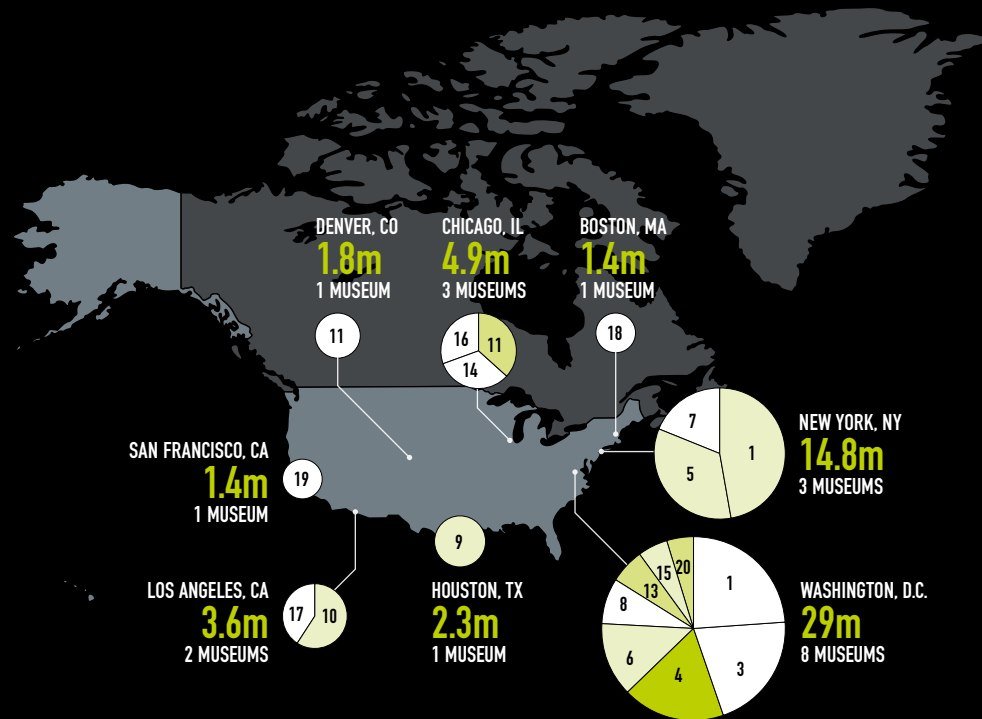 DENVER, CO
1.8m
1 MUSEUM
11
CHICAGO, IL
4.9m
3 MUSEUMS
16
11
14
BOSTON, MA
1.4m
1 MUSEUM
18
NEW YORK, NY
14.8m
3 MUSEUMS
7
1
5
SAN FRANCISCO, CA
1.4m
1 MUSEUM
19
9
HOUSTON, TX
2.3m
1 MUSEUM
LOS ANGELES, CA
3.6m
2 MUSEUMS
17
10
WASHINGTON, D.C.
29m
8 MUSEUMS
20
15
13
1
8
6
3
4